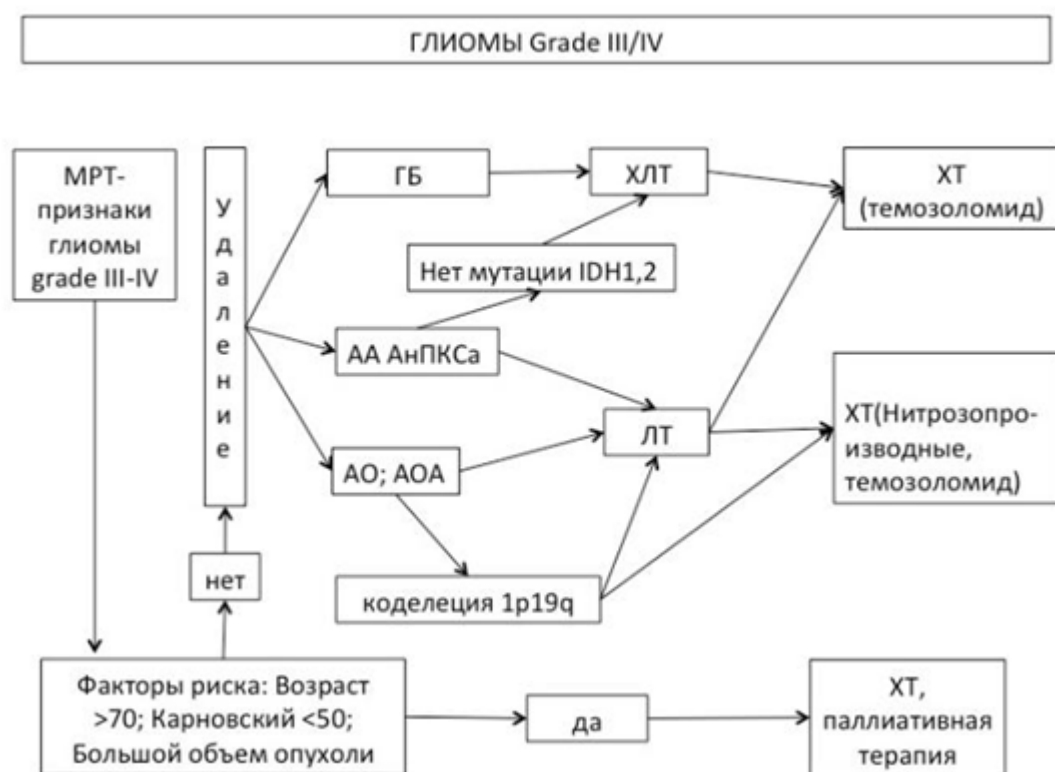 ГЛИОМЫ Grade III/IV
МРТ-
признаки
глиомы
grade III-IV
Удаление
ГБ
ХЛТ
ХТ
(темозоломид)
Нет мутации IDH1,2
АА АнПКСа
ЛТ
ХТ(Нитрозопро-
изводные,
темозоломид)
АО; АОА
нет
коделеция 1p19q
Факторы риска: Возраст
>70; Карновский <50;
Большой объем опухоли
да
ХТ,
паллиативная
терапия